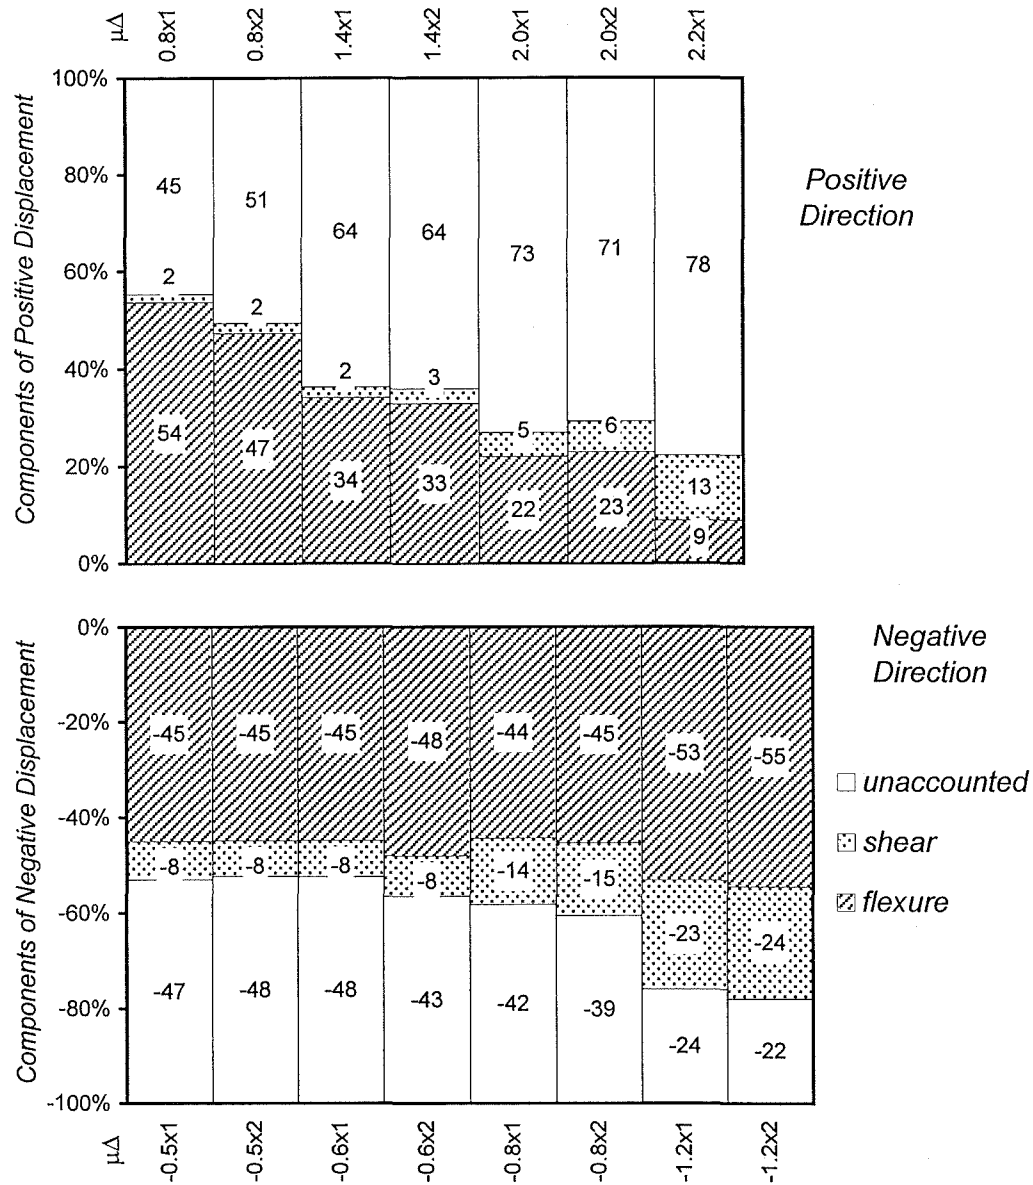 μΔ
0.8x1
0.8x2
1.4x1
1.4x2
2.0x1
2.0x2
2.2x1
Components of Positive Displacement
100%
80%
60%
40%
20%
0%
45
51
64
64
73
71
78
2
2
2
3
5
6
13
54
47
34
33
22
23
9
Positive
Direction
Components of Negative Displacement
0%
-20%
-40%
-60%
-80%
-100%
-45
-45
-45
-48
-44
-45
-53
-55
-8
-8
-8
-8
-14
-15
-23
-24
-47
-48
-48
-43
-42
-39
-24
-22
Negative
Direction
unaccounted
shear
flexure
μΔ
-0.5x1
-0.5x2
-0.6x1
-0.6x2
-0.8x1
-0.8x2
-1.2x1
-1.2x2